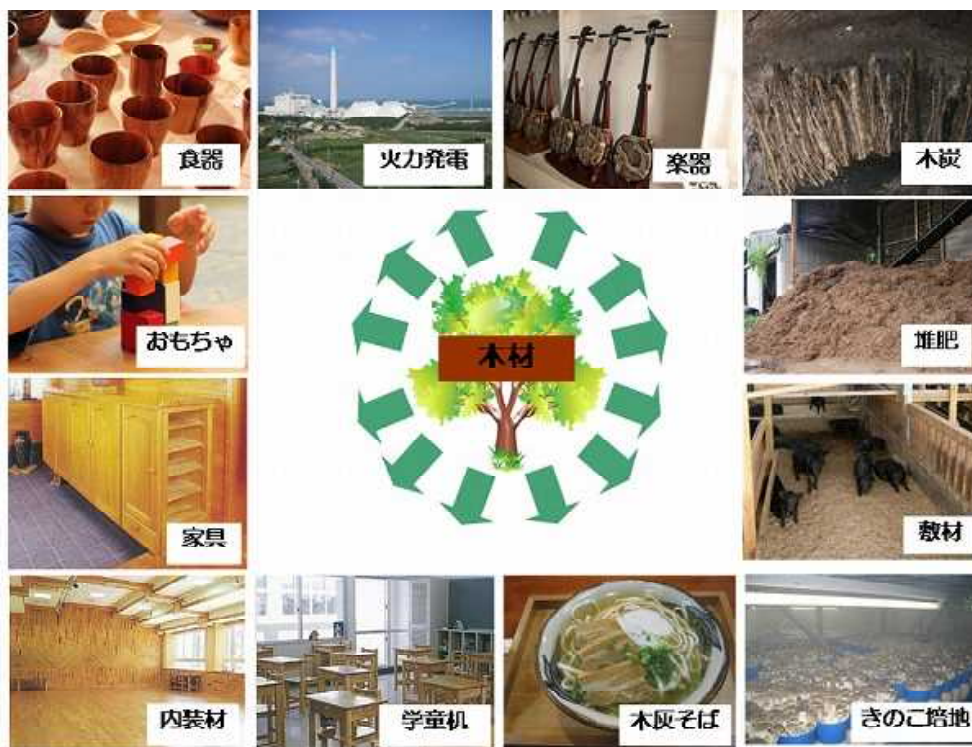 食器
火力発電
楽器
木炭
おもちゃ
木材
堆肥
家具
敷材
内装材
学童机
木灰そば
きのこ培地